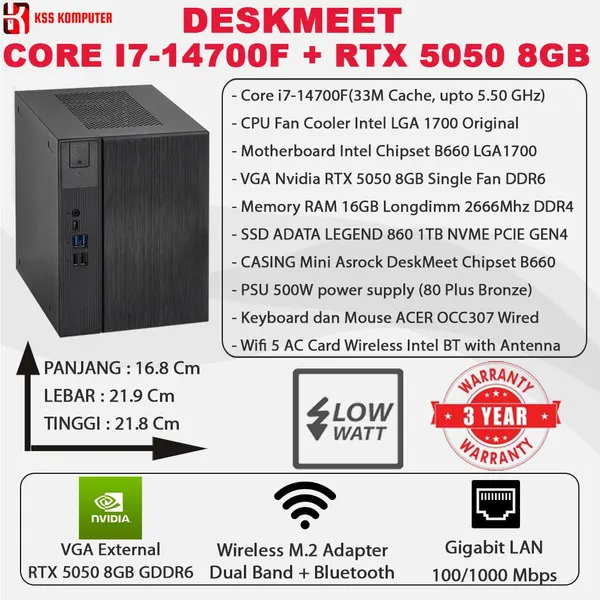 KSS KOMPUTER
DESKMEET
CORE I7-14700F + RTX 5050 8GB
- Core i7-14700F(33M Cache, upto 5.50 GHz)
- CPU Fan Cooler Intel LGA 1700 Original
- Motherboard Intel Chipset B660 LGA1700
- VGA Nvidia RTX 5050 8GB Single Fan DDR6
- Memory RAM 16GB Longdimm 2666Mhz DDR4
- SSD ADATA LEGEND 860 1TB NVME PCIE GEN4
- CASING Mini Asrock DeskMeet Chipset B660
- PSU 500W power supply (80 Plus Bronze)
- Keyboard dan Mouse ACER OCC307 Wired
- Wifi 5 AC Card Wireless Intel BT with Antenna
PANJANG : 16.8 Cm
LEBAR : 21.9 Cm
TINGGI : 21.8 Cm
LOW
WATT
WARRANTY
3 YEAR
WARRANTY
NVIDIA
VGA External
RTX 5050 8GB GDDR6
Wireless M.2 Adapter
Dual Band + Bluetooth
Gigabit LAN
100/1000 Mbps